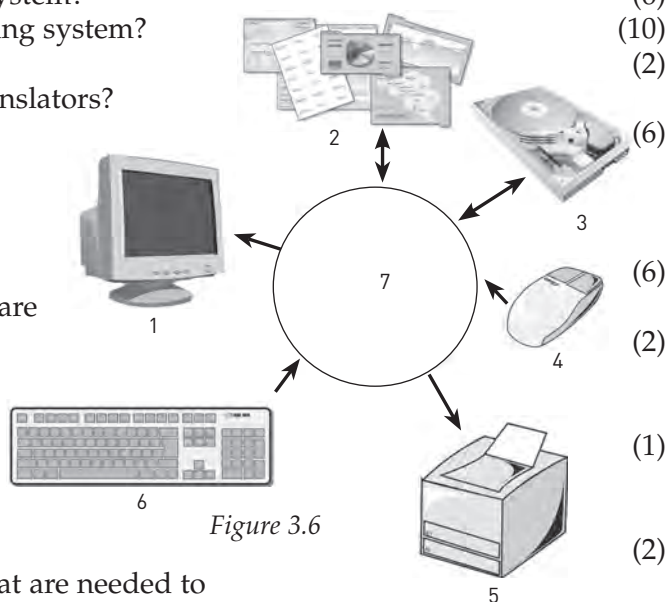 ystem?
(6)
ing system?
(10)
(2)
nslators?
(6)
2
3
7
(6)
1
are
4
(2)
(1)
6
Figure 3.6
(2)
at are needed to
5